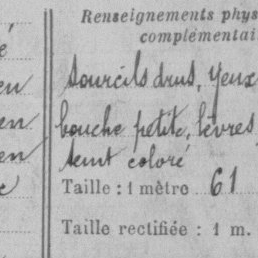 Renseignements phys
complémentai
é
sourcils drus, yeux
en
bouche petite, lèvres
en
teint coloré
en
Taille : 1 mètre 61
Taille rectifiée : 1 m.